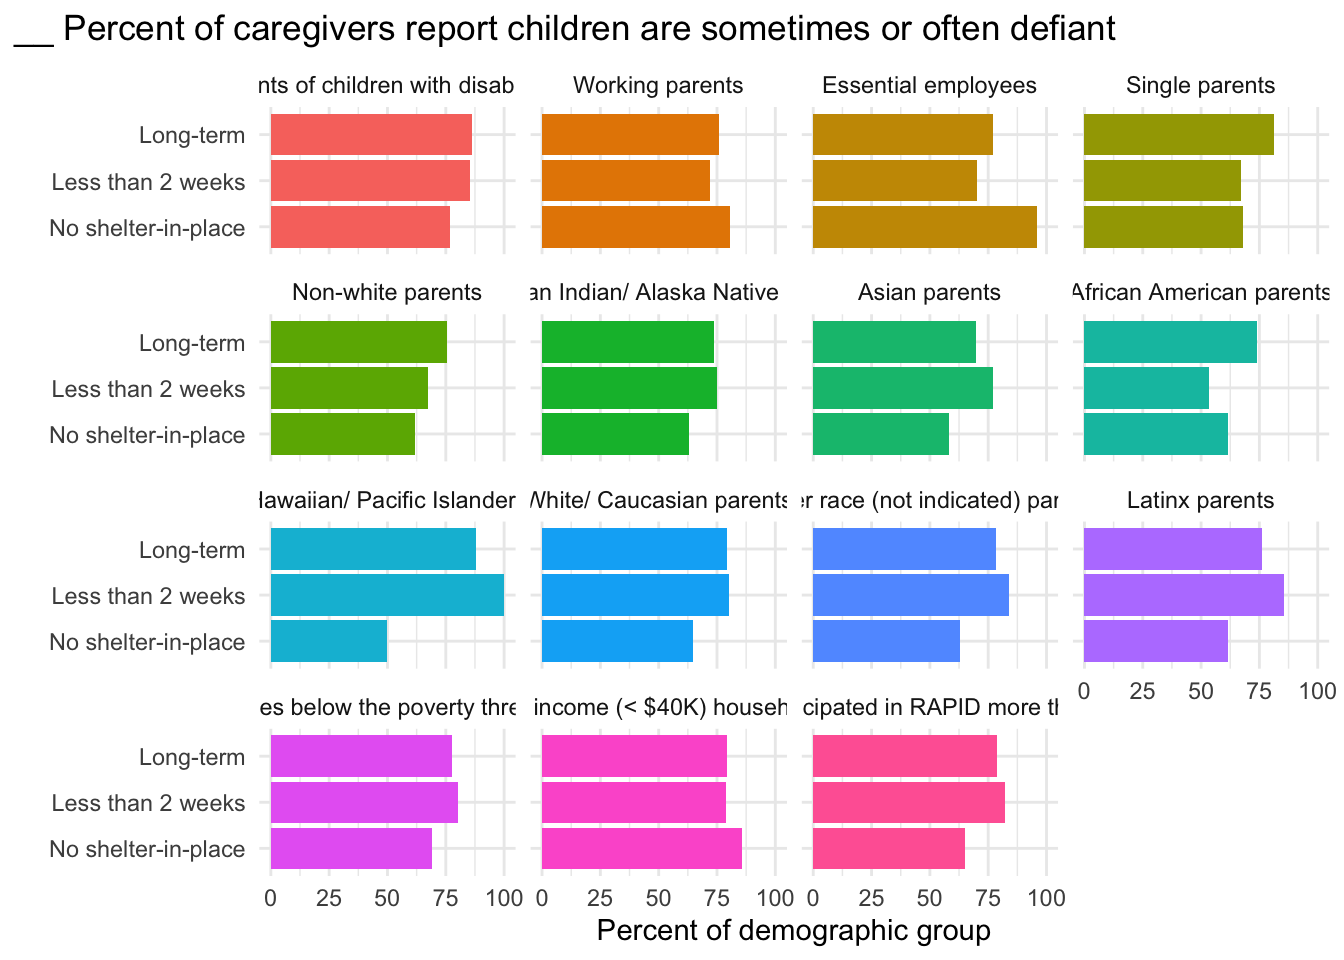 __ Percent of caregivers report children are sometimes or often defiant
nts of children with disab Working parents Essential employees Single parents
Long-term
Less than 2 weeks
No shelter-in-place
Non-white parents an Indian/ Alaska Native Asian parents African American parents
Long-term
Less than 2 weeks
No shelter-in-place
Hawaiian/ Pacific Islander White/ Caucasian parents er race (not indicated) par Latinx parents
Long-term
Less than 2 weeks
No shelter-in-place
0 25 50 75 100
es below the poverty thre income (< $40K) househ cipated in RAPID more th
Long-term
Less than 2 weeks
No shelter-in-place
0 25 50 75 100 0 25 50 75 100 0 25 50 75 100
Percent of demographic group